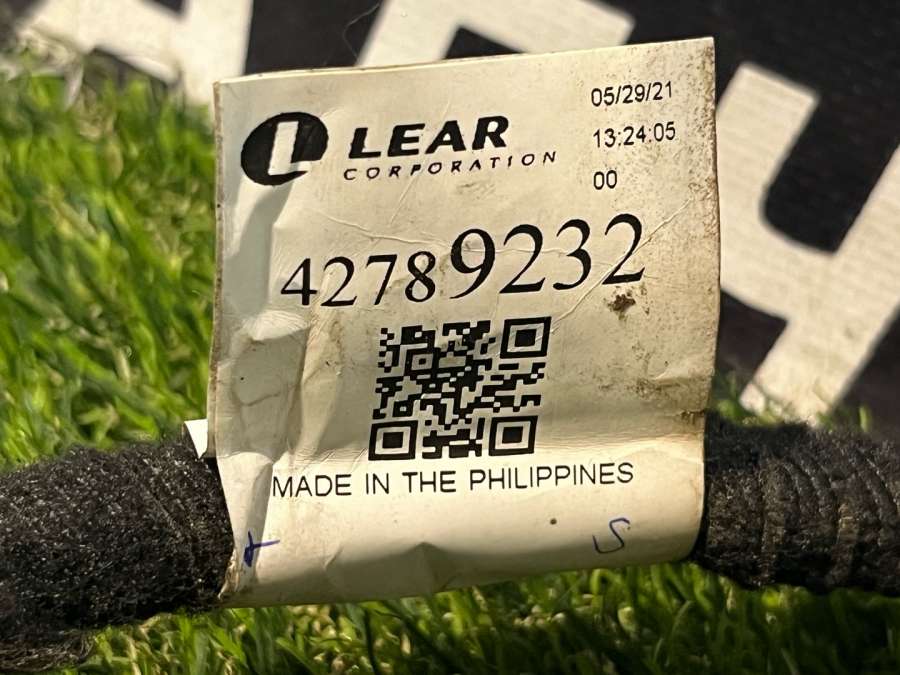 LEAR
CORPORATION
05/29/21
13:24:05
00
42789232
MADE IN THE PHILIPPINES